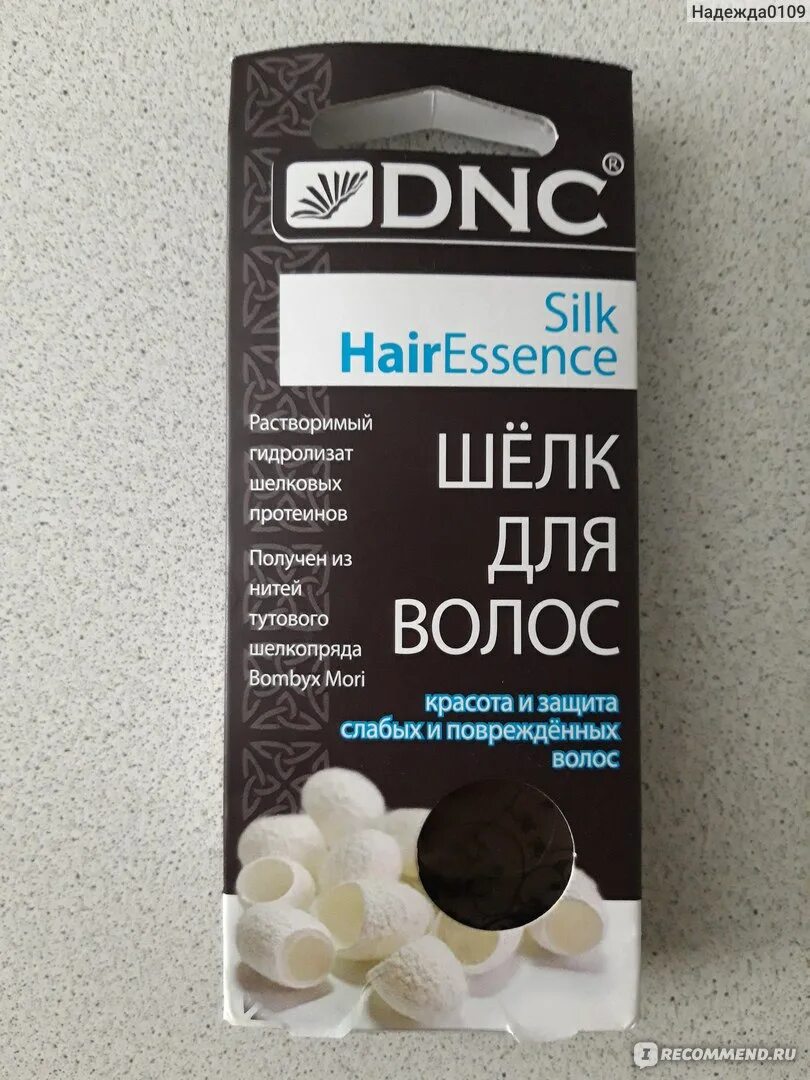 Надежда0109
DNC®
Silk
HairEssence
Растворимый
гидролизат
шелковых
протеинов
Получен из
нитей
тутового
шелкопряда
Bombyx Mori
ШЁЛК
ДЛЯ
ВОЛОС
красота и защита
слабых и повреждённых
волос
IRECOMMEND.RU